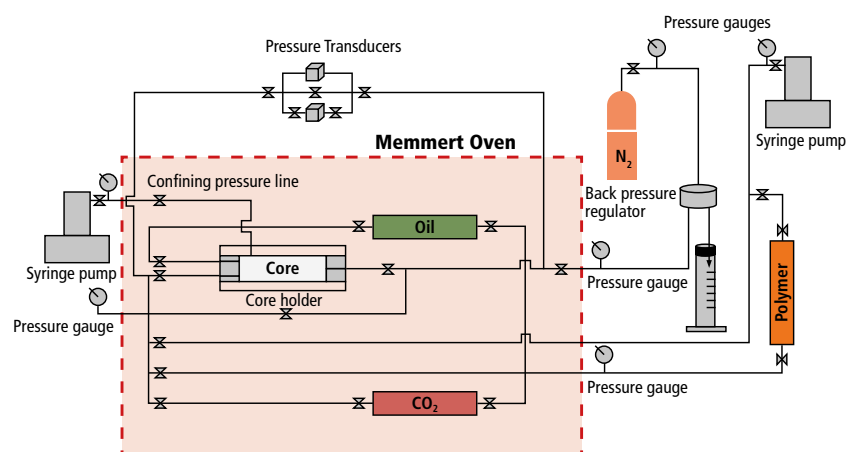 Pressure gauges
Pressure Transducers
Syringe pump
Memmert Oven
N₂
Confining pressure line
Back pressure
regulator
Oil
Core
Syringe pump
Core holder
Pressure gauge
Pressure gauge
Polymer
Pressure gauge
CO₂